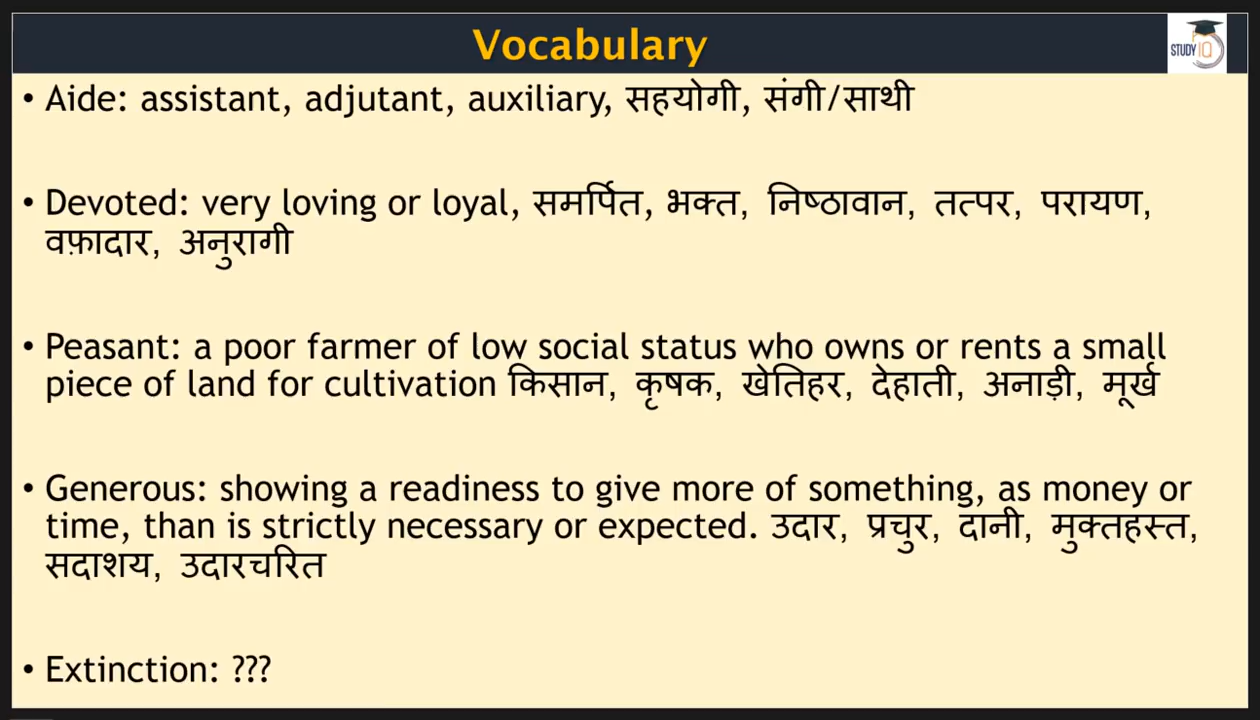 Vocabulary
STUDY IQ
• Aide: assistant, adjutant, auxiliary, सहयोगी, संगी/साथी
• Devoted: very loving or loyal, समर्पित, भक्त, निष्ठावान, तत्पर, परायण,
वफ़ादार, अनुरागी
• Peasant: a poor farmer of low social status who owns or rents a small
piece of land for cultivation किसान, कृषक, खेतिहर, देहाती, अनाड़ी, मूर्ख
• Generous: showing a readiness to give more of something, as money or
time, than is strictly necessary or expected. उदार, प्रचुर, दानी, मुक्तहस्त,
सदाशय, उदारचरित
• Extinction: ???